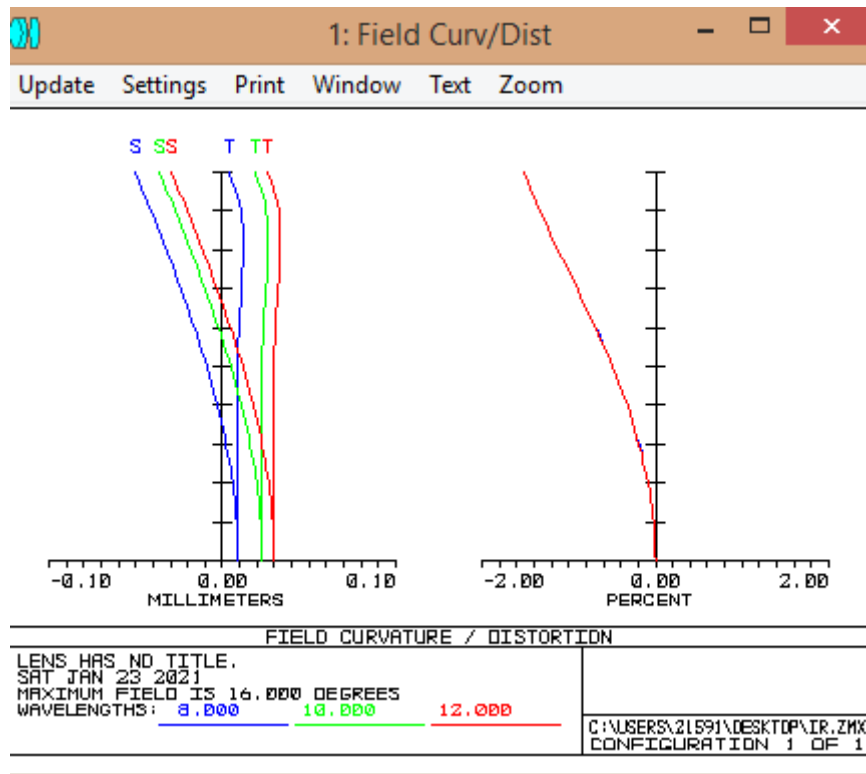 1: Field Curv/Dist
Update Settings Print Window Text Zoom
S SS T TT
-0.10 0.00 0.10
MILLIMETERS
-2.00 0.00 2.00
PERCENT
FIELD CURVATURE / DISTORTION
LENS HAS NO TITLE.
SAT JAN 23 2021
MAXIMUM FIELD IS 16.000 DEGREES
WAVELENGTHS: 8.000 10.000 12.000
C:\USERS\21591\DESKTOP\IR.ZMX
CONFIGURATION 1 OF 1